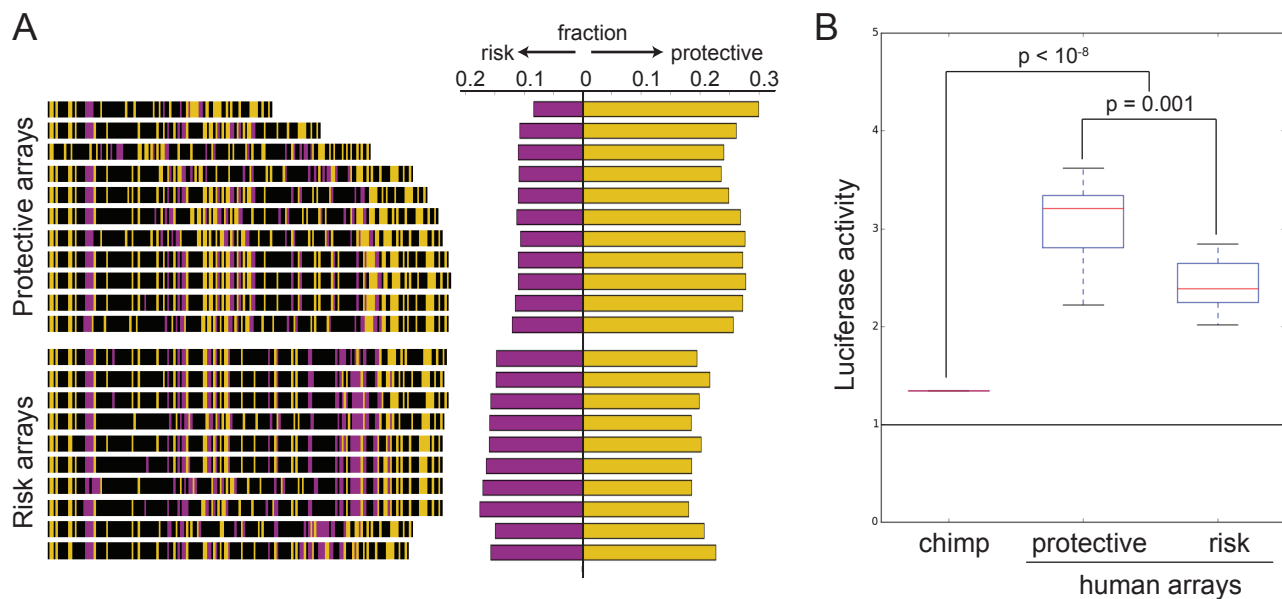 A
fraction
risk
protective
0.2 0.1 0 0.1 0.2 0.3
Protective arrays
Risk arrays
B
5
4
3
2
1
0
Luciferase activity
p < 10-8
p = 0.001
chimp protective risk
human arrays